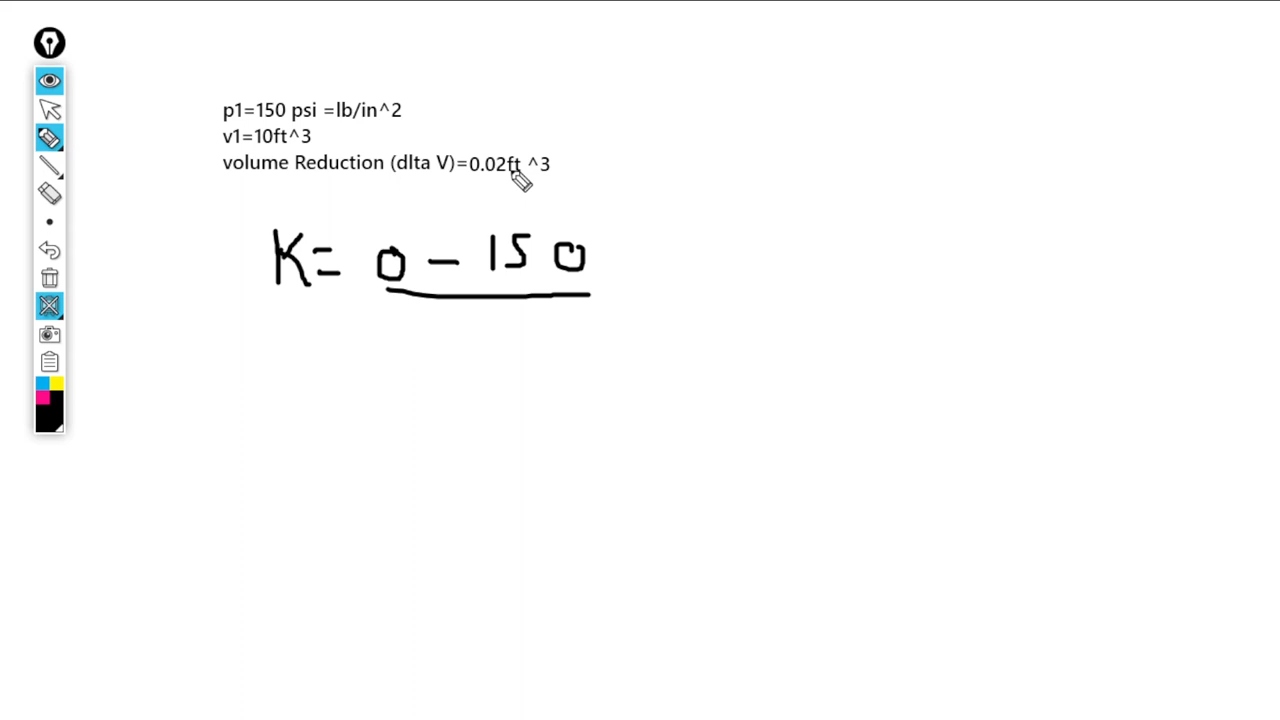 p1=150 psi =lb/in^2
v1=10ft^3
volume Reduction (dlta V)=0.02ft ^3
K= 0 - 150